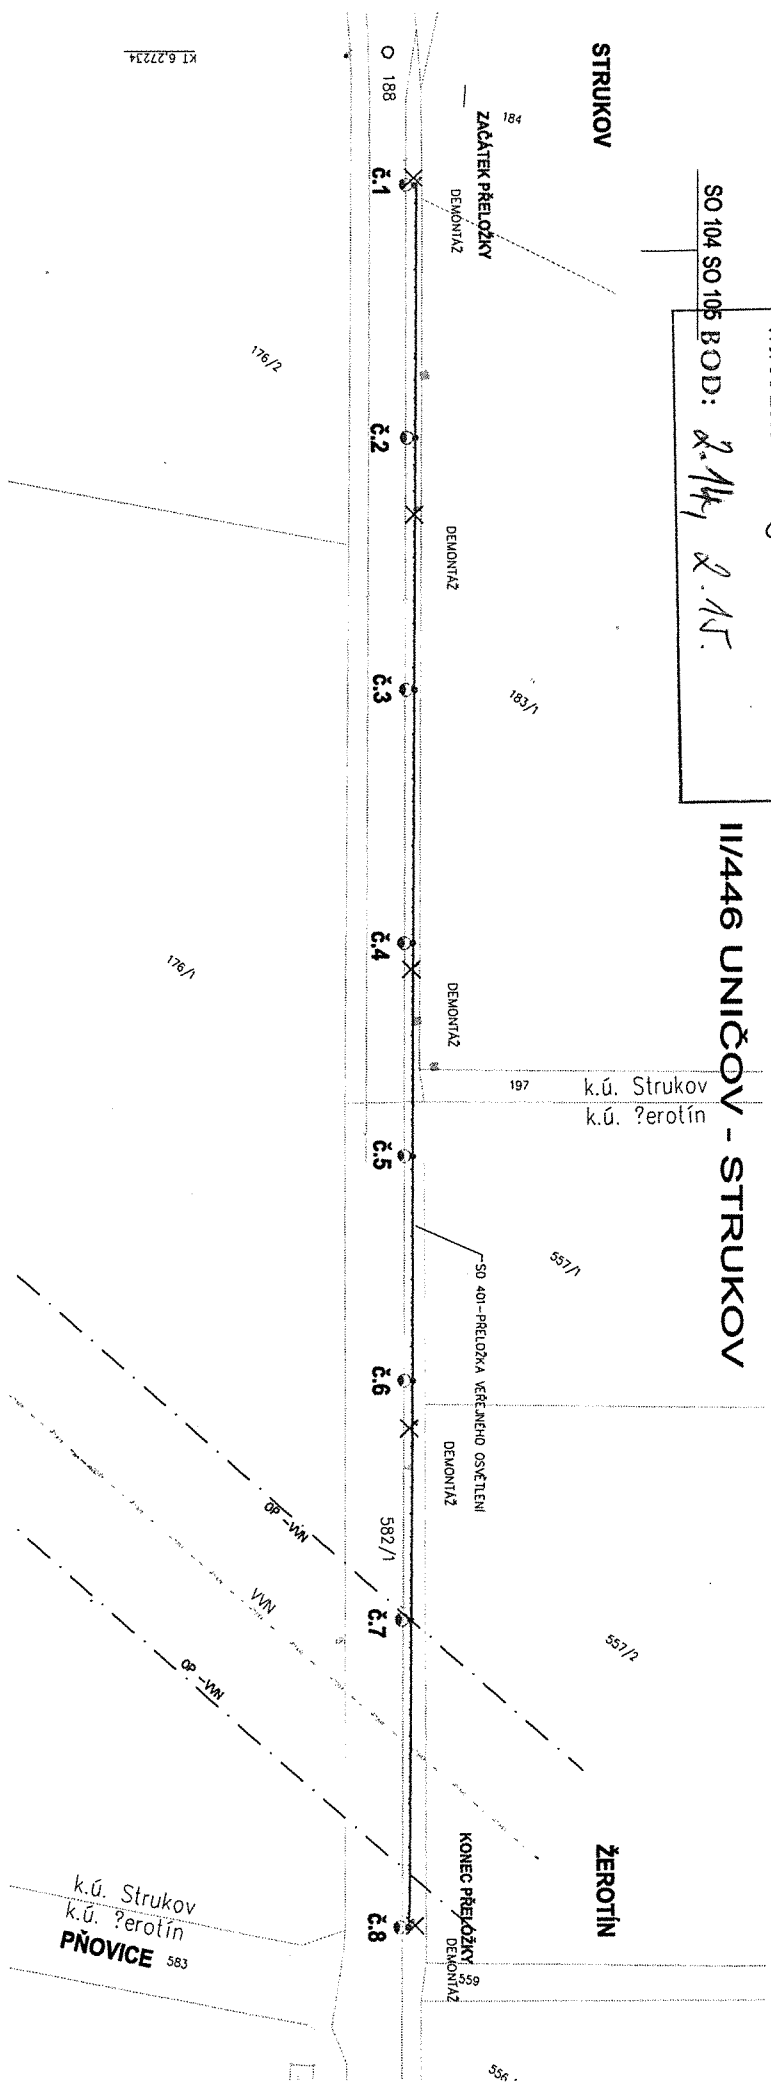 STRUKOV
SO 104 SO 105 BOD: 2.14, 2.15.
II/446 UNIČOV - STRUKOV
KT 6.27234
188
184
ZAČÁTEK PŘELOŽKY
DEMONTÁŽ
č.1
176/2
č.2
DEMONTÁŽ
č.3
183/1
č.4
176/1
DEMONTÁŽ
197
k.ú. Strukov
k.ú. ?erotín
č.5
SO 401-PŘELOŽKA VEŘEJNÉHO OSVĚTLENÍ
557/1
č.6
DEMONTÁŽ
OP -VVN
582/1
VVN
č.7
557/2
OP -VVN
ŽEROTÍN
KONEC PŘELOŽKY
DEMONTÁŽ
č.8
559
k.ú. Strukov
k.ú. ?erotín
PŇOVICE 583